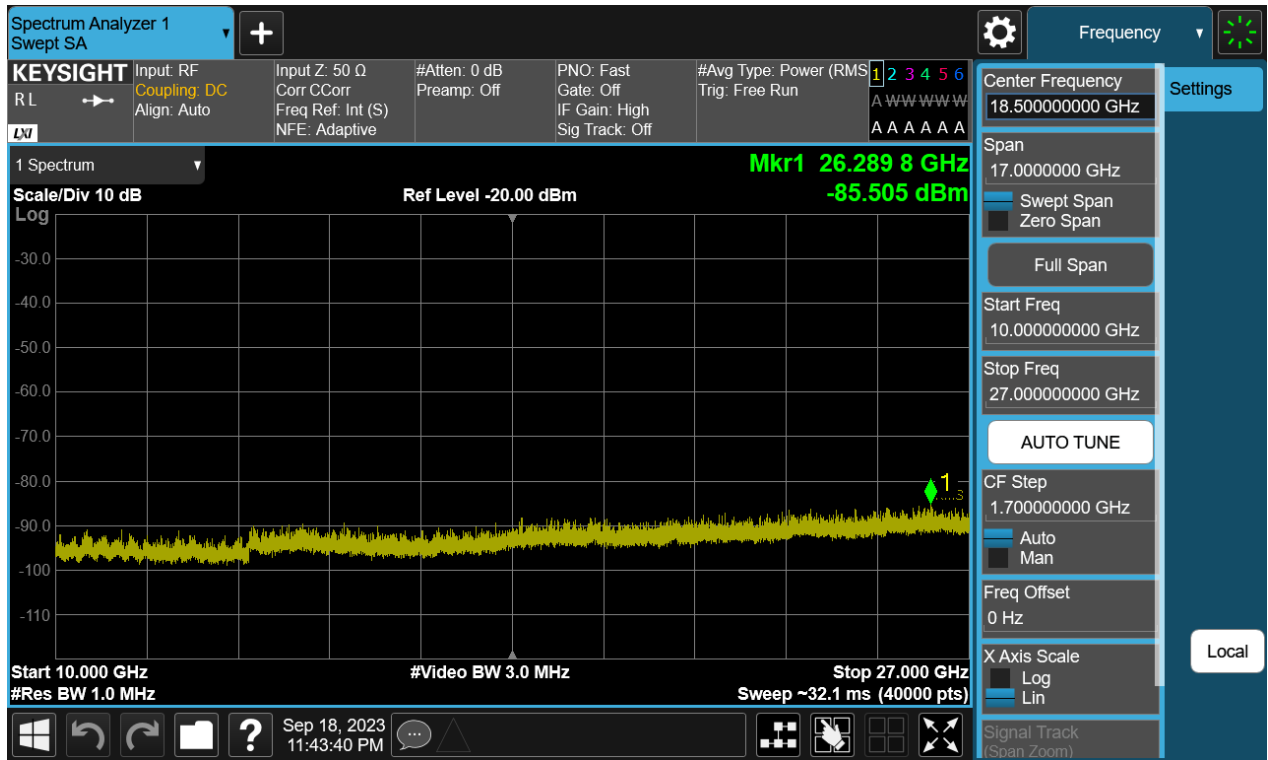 Spectrum Analyzer 1
Swept SA
Frequency
KEYSIGHT
RL
LXI
Input: RF
Coupling: DC
Align: Auto
Input Z: 50 Ω
Corr CCorr
Freq Ref: Int (S)
NFE: Adaptive
#Atten: 0 dB
Preamp: Off
PNO: Fast
Gate: Off
IF Gain: High
Sig Track: Off
#Avg Type: Power (RMS
Trig: Free Run
1 2 3 4 5 6
A W W W W W
A A A A A A
1 Spectrum
Mkr1 26.289 8 GHz
-85.505 dBm
Scale/Div 10 dB
Ref Level -20.00 dBm
Log
-30.0
-40.0
-50.0
-60.0
-70.0
-80.0
-90.0
-100
-110
1
Start 10.000 GHz
#Video BW 3.0 MHz
Stop 27.000 GHz
#Res BW 1.0 MHz
Sweep ~32.1 ms (40000 pts)
Center Frequency
18.500000000 GHz
Settings
Span
17.0000000 GHz
Swept Span
Zero Span
Full Span
Start Freq
10.000000000 GHz
Stop Freq
27.000000000 GHz
AUTO TUNE
CF Step
1.700000000 GHz
Auto
Man
Freq Offset
0 Hz
X Axis Scale
Log
Lin
Local
Signal Track
(Span Zoom)
?
Sep 18, 2023
11:43:40 PM